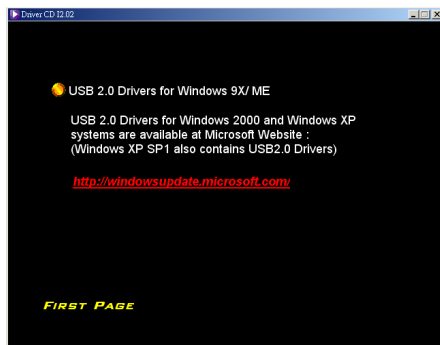 Driver CD I2.02
USB 2.0 Drivers for Windows 9X/ ME
USB 2.0 Drivers for Windows 2000 and Windows XP
systems are available at Microsoft Website :
(Windows XP SP1 also contains USB2.0 Drivers)
http://windowsupdate.microsoft.com/
First Page